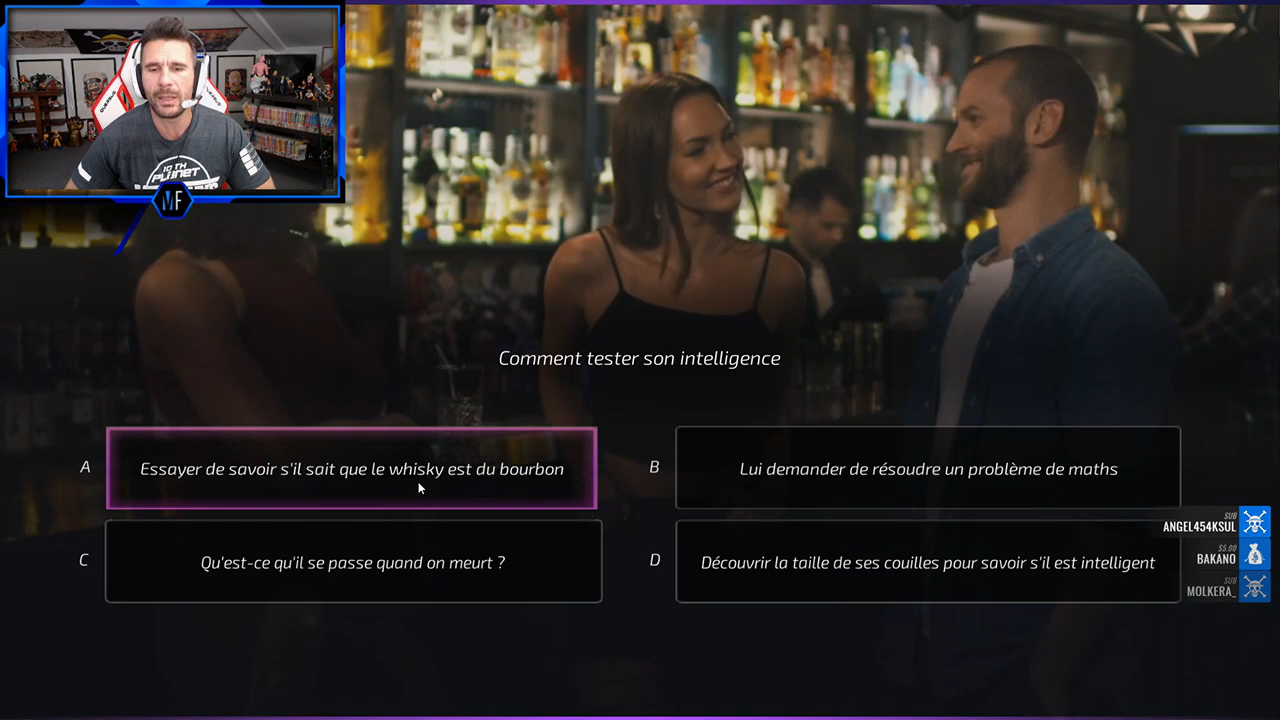 10TH
PLANET
MF
Comment tester son intelligence
A
Essayer de savoir s'il sait que le whisky est du bourbon
B
Lui demander de résoudre un problème de maths
C
Qu'est-ce qu'il se passe quand on meurt ?
D
Découvrir la taille de ses couilles pour savoir s'il est intelligent
SUB
ANGEL454KSUL
$5.00
BAKANO
SUB
MOLKERA_